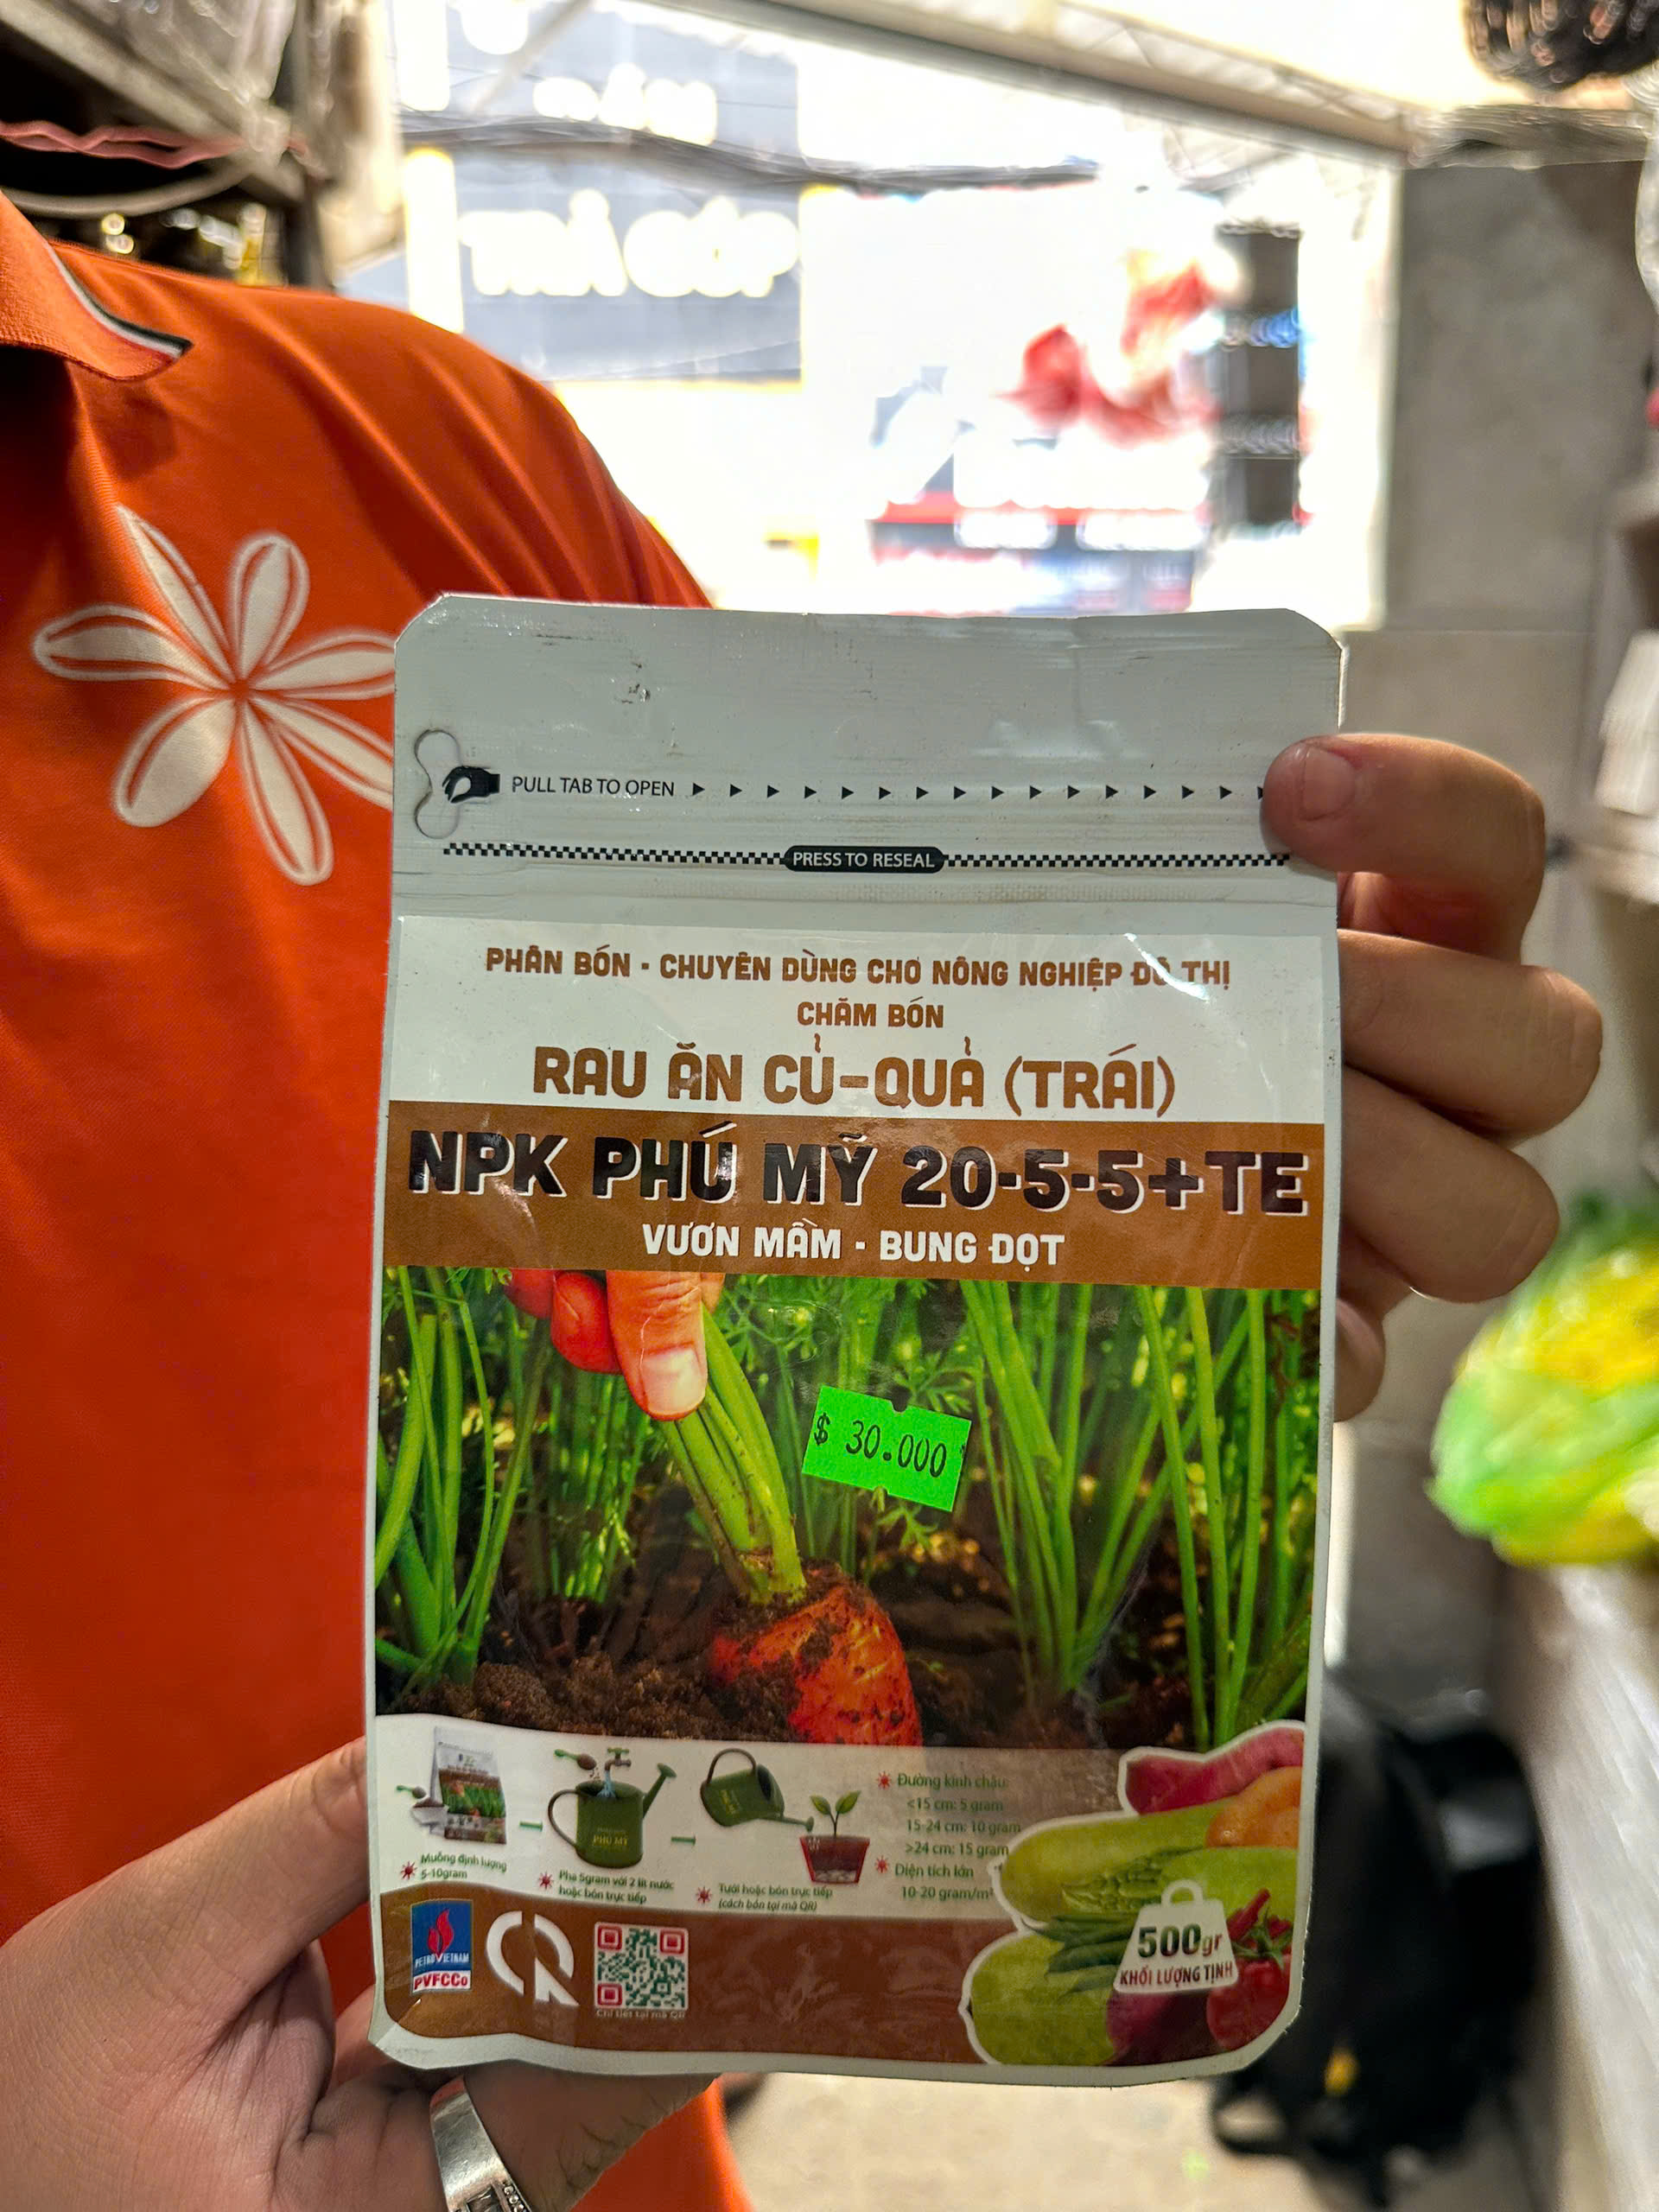 TRẢ GÓP
PULL TAB TO OPEN
PRESS TO RESEAL
PHÂN BÓN - CHUYÊN DÙNG CHO NÔNG NGHIỆP ĐÔ THỊ
CHĂM BÓN
RAU ĂN CỦ-QUẢ (TRÁI)
NPK PHÚ MỸ 20-5-5+TE
VƯƠN MẦM - BUNG ĐỌT
$ 30.000
PHÚ MỸ
Muỗng định lượng
5-10gram
Pha 5gram với 2 lít nước
hoặc bón trực tiếp
Tưới hoặc bón trực tiếp
(cách bón tại mã QR)
Đường kính chậu:
<15 cm: 5 gram
15-24 cm: 10 gram
>24 cm: 15 gram
Diện tích lớn
10-20 gram/m²
PETROVIETNAM
PVFCCo
Chi tiết tại mã QR
500gr
KHỐI LƯỢNG TỊNH